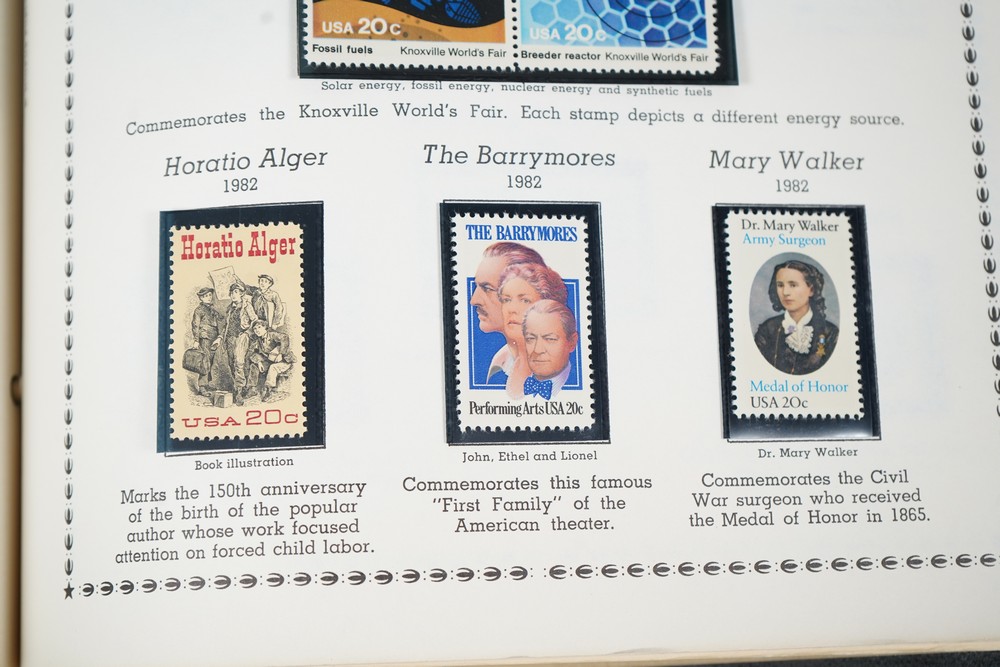 USA 20c
USA 20c
Fossil fuels Knoxville World's Fair
Breeder reactor Knoxville World's Fair
Solar energy, fossil energy, nuclear energy and synthetic fuels
Commemorates the Knoxville World's Fair. Each stamp depicts a different energy source.
Horatio Alger
1982
Horatio Alger
USA 20c
Book illustration
Marks the 150th anniversary
of the birth of the popular
author whose work focused
attention on forced child labor.
The Barrymores
1982
THE BARRYMORES
Performing Arts USA 20c
John, Ethel and Lionel
Commemorates this famous
"First Family" of the
American theater.
Mary Walker
1982
Dr. Mary Walker
Army Surgeon
Medal of Honor
USA 20c
Dr. Mary Walker
Commemorates the Civil
War surgeon who received
the Medal of Honor in 1865.